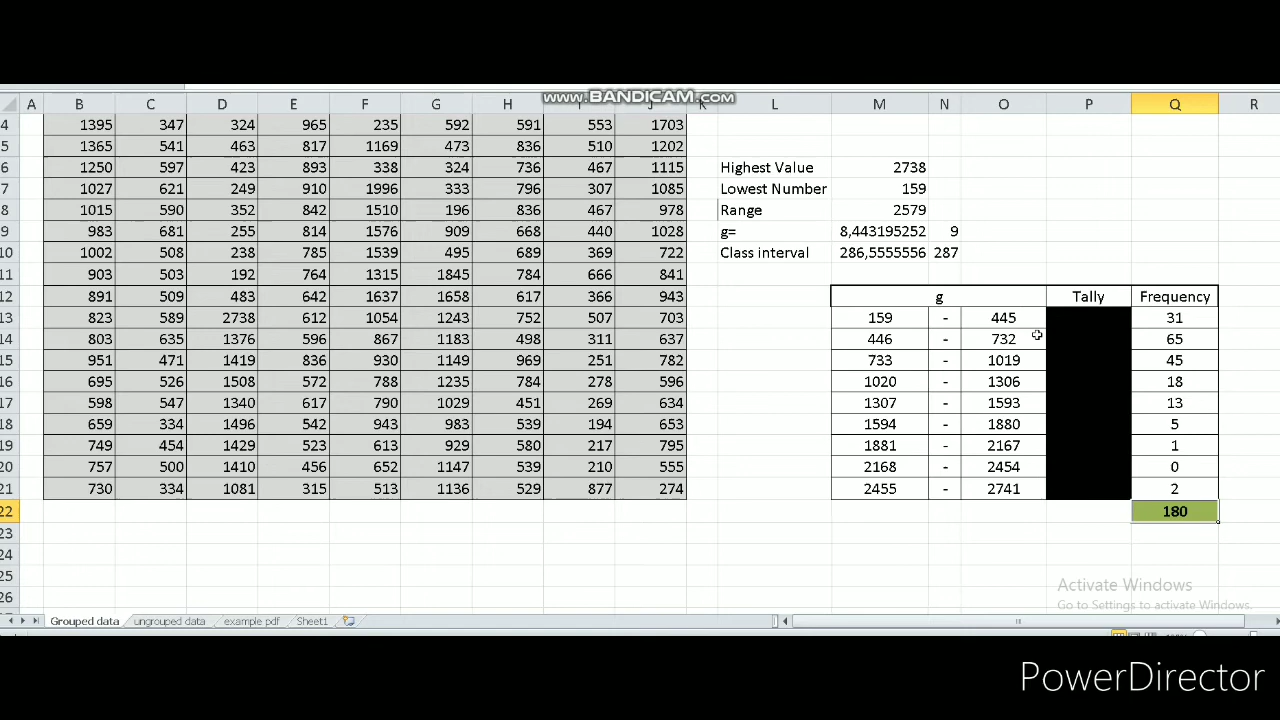 www.BANDICAM.com
A B C D E F G H I J K L M N O P Q R
4 1395 347 324 965 235 592 591 553 1703
5 1365 541 463 817 1169 473 836 510 1202
6 1250 597 423 893 338 324 736 467 1115 Highest Value 2738
7 1027 621 249 910 1996 333 796 307 1085 Lowest Number 159
8 1015 590 352 842 1510 196 836 467 978 Range 2579
9 983 681 255 814 1576 909 668 440 1028 g= 8,443195252 9
10 1002 508 238 785 1539 495 689 369 722 Class interval 286,5555556 287
11 903 503 192 764 1315 1845 784 666 841
12 891 509 483 642 1637 1658 617 366 943 g Tally Frequency
13 823 589 2738 612 1054 1243 752 507 703 159 - 445 31
14 803 635 1376 596 867 1183 498 311 637 446 - 732 65
15 951 471 1419 836 930 1149 969 251 782 733 - 1019 45
16 695 526 1508 572 788 1235 784 278 596 1020 - 1306 18
17 598 547 1340 617 790 1029 451 269 634 1307 - 1593 13
18 659 334 1496 542 943 983 539 194 653 1594 - 1880 5
19 749 454 1429 523 613 929 580 217 795 1881 - 2167 1
20 757 500 1410 456 652 1147 539 210 555 2168 - 2454 0
21 730 334 1081 315 513 1136 529 877 274 2455 - 2741 2
22 180
23
24
25
26
Activate Windows
Go to Settings to activate Windows.
Grouped data ungrouped data example pdf Sheet1
PowerDirector